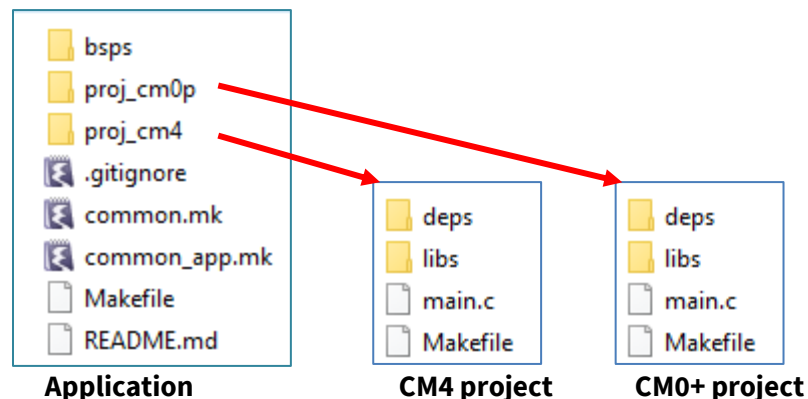 bsps
proj_cm0p
proj_cm4
.gitignore
common.mk
common_app.mk
Makefile
README.md
Application
deps
libs
main.c
Makefile
CM4 project
deps
libs
main.c
Makefile
CM0+ project